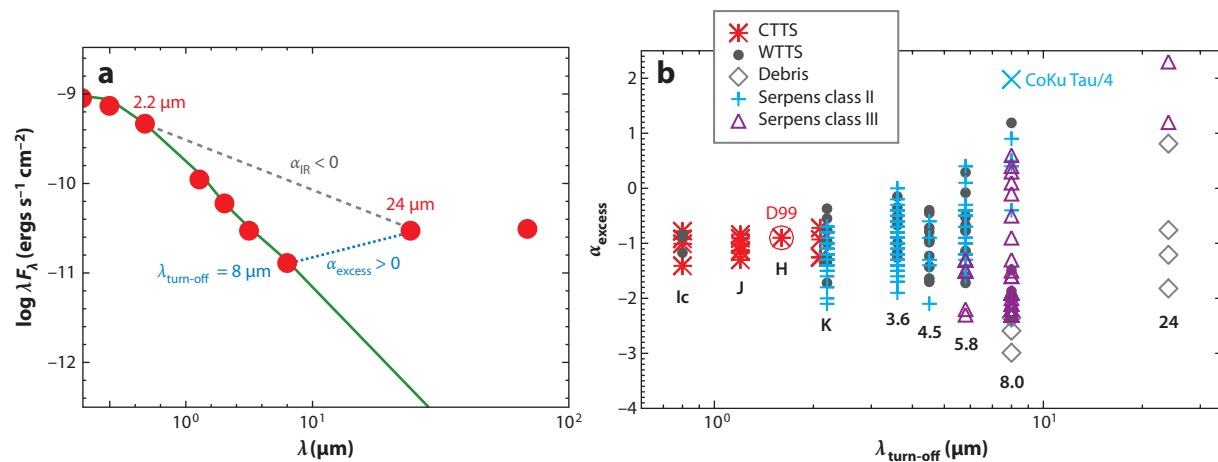 a
2.2 µm
α_IR < 0
24 µm
λ_turn-off = 8 µm
α_excess > 0
−9
−10
−11
−12
10⁰
10¹
10²
λ (µm)
log λF_λ (ergs s⁻¹ cm⁻²)
CTTS
WTTS
Debris
Serpens class II
Serpens class III
b
CoKu Tau/4
D99
Ic
J
H
K
3.6
4.5
5.8
8.0
24
2
1
0
−1
−2
−3
−4
10⁰
10¹
λ_turn-off (µm)
α_excess